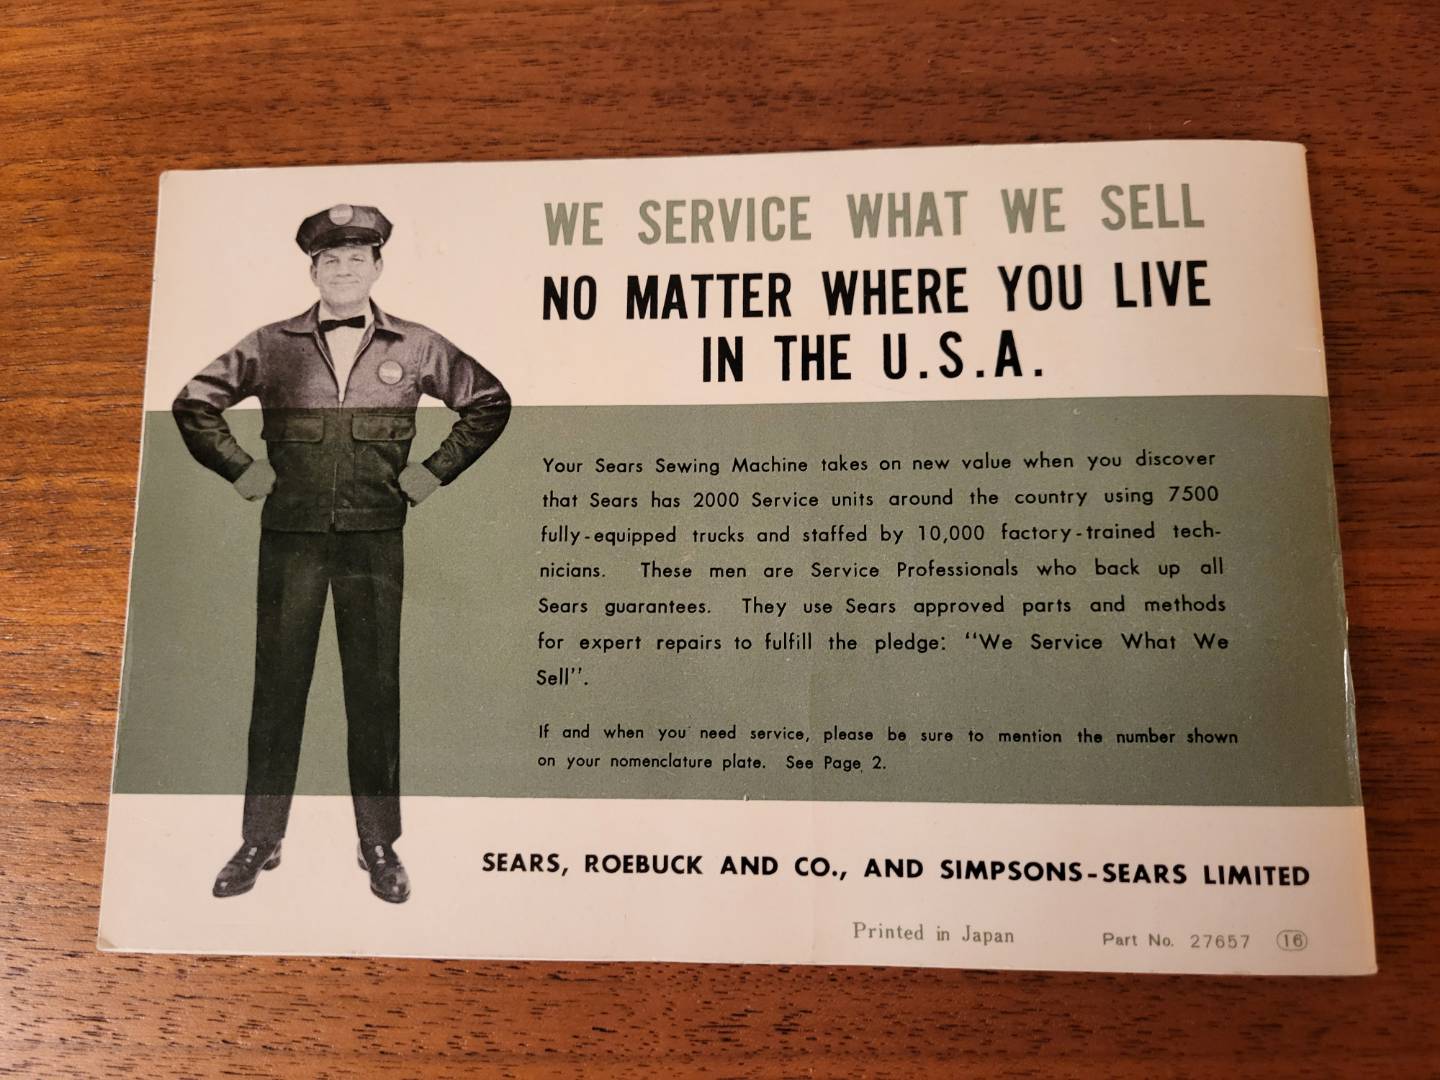 WE SERVICE WHAT WE SELL
NO MATTER WHERE YOU LIVE
IN THE U.S.A.
Your Sears Sewing Machine takes on new value when you discover
that Sears has 2000 Service units around the country using 7500
fully-equipped trucks and staffed by 10,000 factory-trained tech-
nicians. These men are Service Professionals who back up all
Sears guarantees. They use Sears approved parts and methods
for expert repairs to fulfill the pledge: "We Service What We
Sell".
If and when you need service, please be sure to mention the number shown
on your nomenclature plate. See Page 2.
SEARS, ROEBUCK AND CO., AND SIMPSONS-SEARS LIMITED
Printed in Japan
Part No. 27657 16